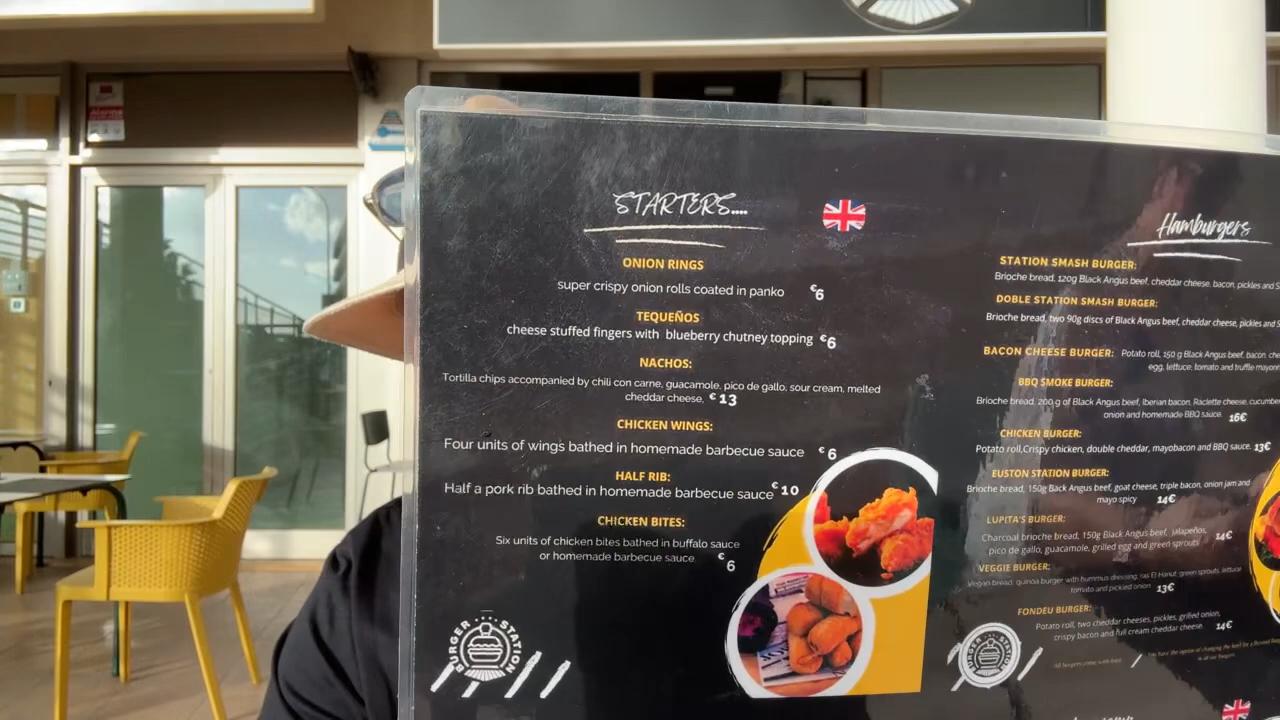 STARTERS....
ONION RINGS
super crispy onion rolls coated in panko €6
TEQUEÑOS
cheese stuffed fingers with blueberry chutney topping €6
NACHOS:
Tortilla chips accompanied by chili con carne, guacamole, pico de gallo, sour cream, melted
cheddar cheese, €13
CHICKEN WINGS:
Four units of wings bathed in homemade barbecue sauce €6
HALF RIB:
Half a pork rib bathed in homemade barbecue sauce €10
CHICKEN BITES:
Six units of chicken bites bathed in buffalo sauce
or homemade barbecue sauce. €6
BURGER STATION
Hamburgers
STATION SMASH BURGER:
Brioche bread, 120g Black Angus beef, cheddar cheese, bacon, pickles and
DOBLE STATION SMASH BURGER:
Brioche bread, two 90g discs of Black Angus beef, cheddar cheese, pickles and
BACON CHEESE BURGER: Potato roll, 150 g Black Angus beef, bacon,
egg, lettuce, tomato and truffle
BBQ SMOKE BURGER:
Brioche bread, 200 g of Black Angus beef, Iberian bacon, Raclette cheese,
onion and homemade BBQ sauce. 16€
CHICKEN BURGER:
Potato roll,Crispy chicken, double cheddar, mayobacon and BBQ sauce. 13€
EUSTON STATION BURGER:
Brioche bread, 150g Back Angus beef, goat cheese, triple bacon, onion jam and
mayo spicy 14€
LUPITA'S BURGER:
Charcoal brioche bread, 150g Black Angus beef, jalapeños,
pico de gallo, guacamole, grilled egg and green sprouts 14€
VEGGIE BURGER:
Vegan bread, quinoa burger with hummus dressing, ras El Hanut, green sprouts, lettuce
tomato and pickled onion. 13€
FONDEU BURGER:
Potato roll, two cheddar cheeses, pickles, grilled onion,
crispy bacon and full cream cheddar cheese. 14€
BURGER STATION